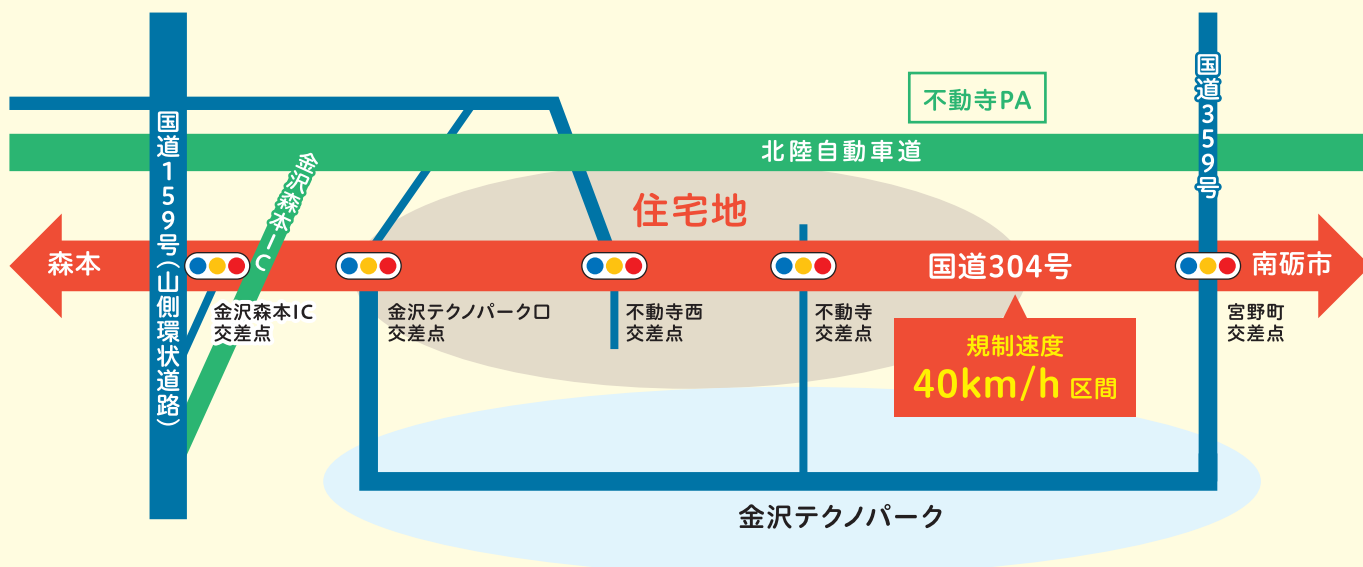 不動寺PA
国道359号
北陸自動車道
国道159号(山側環状道路)
金沢森本IC
住宅地
森本
国道304号
南砺市
金沢森本IC
交差点
金沢テクノパーク口
交差点
不動寺西
交差点
不動寺
交差点
宮野町
交差点
規制速度
40km/h 区間
金沢テクノパーク